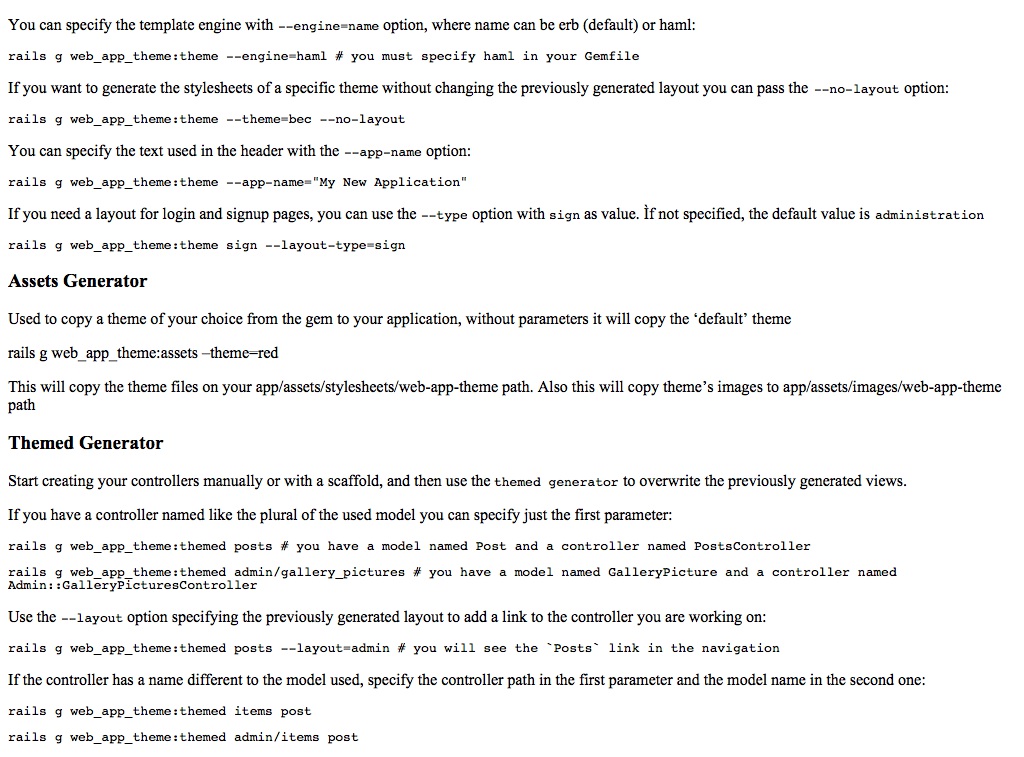 You can specify the template engine with --engine=name option, where name can be erb (default) or haml:
rails g web_app_theme:theme --engine=haml # you must specify haml in your Gemfile
If you want to generate the stylesheets of a specific theme without changing the previously generated layout you can pass the --no-layout option:
rails g web_app_theme:theme --theme=bec --no-layout
You can specify the text used in the header with the --app-name option:
rails g web_app_theme:theme --app-name="My New Application"
If you need a layout for login and signup pages, you can use the --type option with sign as value. Ìf not specified, the default value is administration
rails g web_app_theme:theme sign --layout-type=sign
Assets Generator
Used to copy a theme of your choice from the gem to your application, without parameters it will copy the ‘default’ theme
rails g web_app_theme:assets –theme=red
This will copy the theme files on your app/assets/stylesheets/web-app-theme path. Also this will copy theme’s images to app/assets/images/web-app-theme
path
Themed Generator
Start creating your controllers manually or with a scaffold, and then use the themed generator to overwrite the previously generated views.
If you have a controller named like the plural of the used model you can specify just the first parameter:
rails g web_app_theme:themed posts # you have a model named Post and a controller named PostsController
rails g web_app_theme:themed admin/gallery_pictures # you have a model named GalleryPicture and a controller named
Admin::GalleryPicturesController
Use the --layout option specifying the previously generated layout to add a link to the controller you are working on:
rails g web_app_theme:themed posts --layout=admin # you will see the `Posts` link in the navigation
If the controller has a name different to the model used, specify the controller path in the first parameter and the model name in the second one:
rails g web_app_theme:themed items post
rails g web_app_theme:themed admin/items post